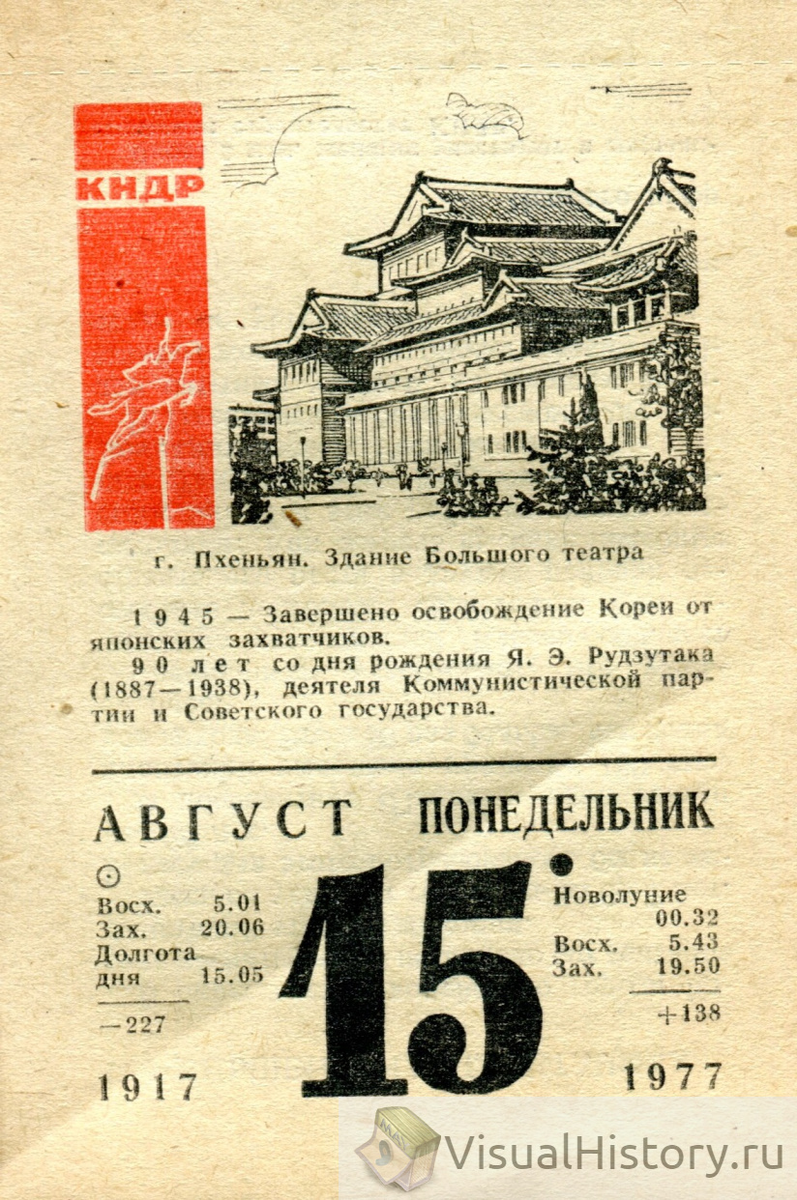 КНДР
г. Пхеньян. Здание Большого театра
1945 — Завершено освобождение Кореи от
японских захватчиков.
90 лет со дня рождения Я. Э. Рудзутака
(1887—1938), деятеля Коммунистической пар-
тии и Советского государства.
АВГУСТ ПОНЕДЕЛЬНИК
15
Восх. 5.01
Зах. 20.06
Долгота
дня 15.05
—227
1917
Новолуние
00.32
Восх. 5.43
Зах. 19.50
+138
1977
VisualHistory.ru